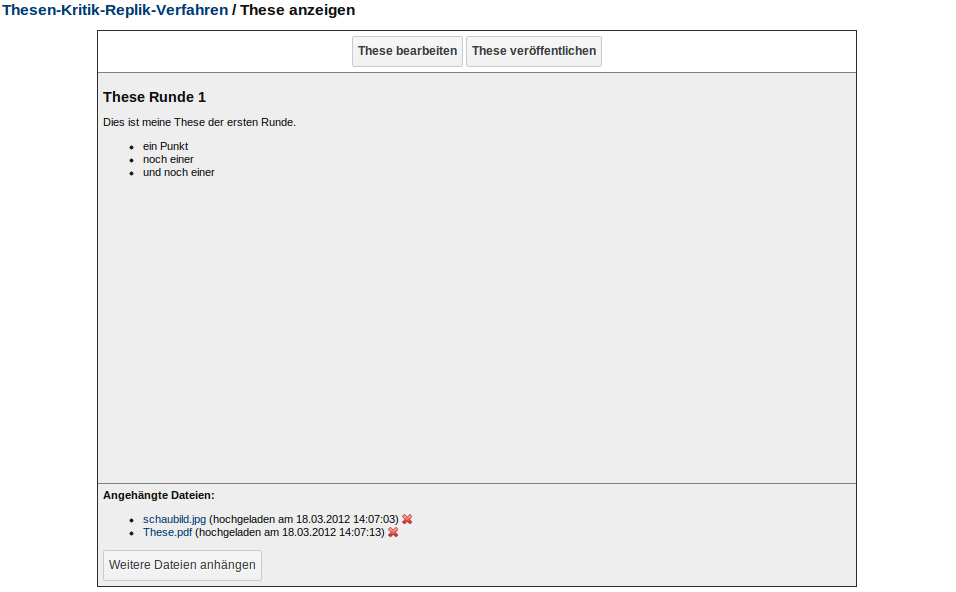 Thesen-Kritik-Replik-Verfahren / These anzeigen
These bearbeiten These veröffentlichen
These Runde 1
Dies ist meine These der ersten Runde.
• ein Punkt
• noch einer
• und noch einer
Angehängte Dateien:
• schaubild.jpg (hochgeladen am 18.03.2012 14:07:03)
• These.pdf (hochgeladen am 18.03.2012 14:07:13)
Weitere Dateien anhängen